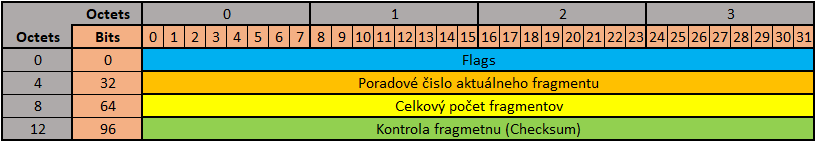 Octets 0 1 2 3
Octets Bits 0 1 2 3 4 5 6 7 8 9 10 11 12 13 14 15 16 17 18 19 20 21 22 23 24 25 26 27 28 29 30 31
0 0 Flags
4 32 Poradové čislo aktuálneho fragmentu
8 64 Celkový počet fragmentov
12 96 Kontrola fragmetnu (Checksum)